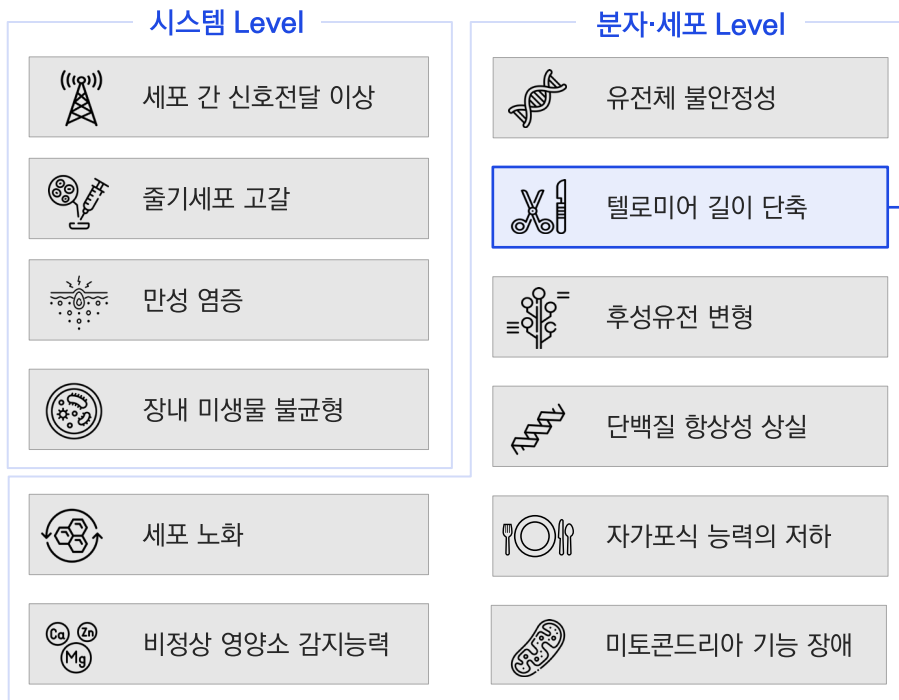 시스템 Level
세포 간 신호전달 이상
줄기세포 고갈
만성 염증
장내 미생물 불균형
분자·세포 Level
유전체 불안정성
텔로미어 길이 단축
후성유전 변형
단백질 항상성 상실
자가포식 능력의 저하
미토콘드리아 기능 장애
세포 노화
Ca Zn
Mg
비정상 영양소 감지능력